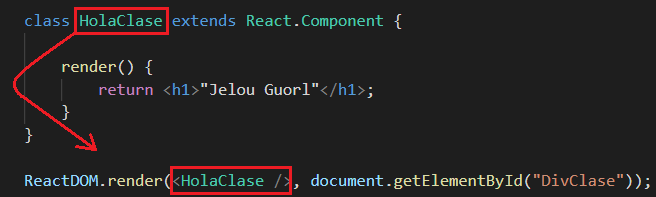 class HolaClase extends React.Component {
render() {
return <h1>"Jelou Guorl"</h1>;
}
}
ReactDOM.render(<HolaClase />, document.getElementById("DivClase"));